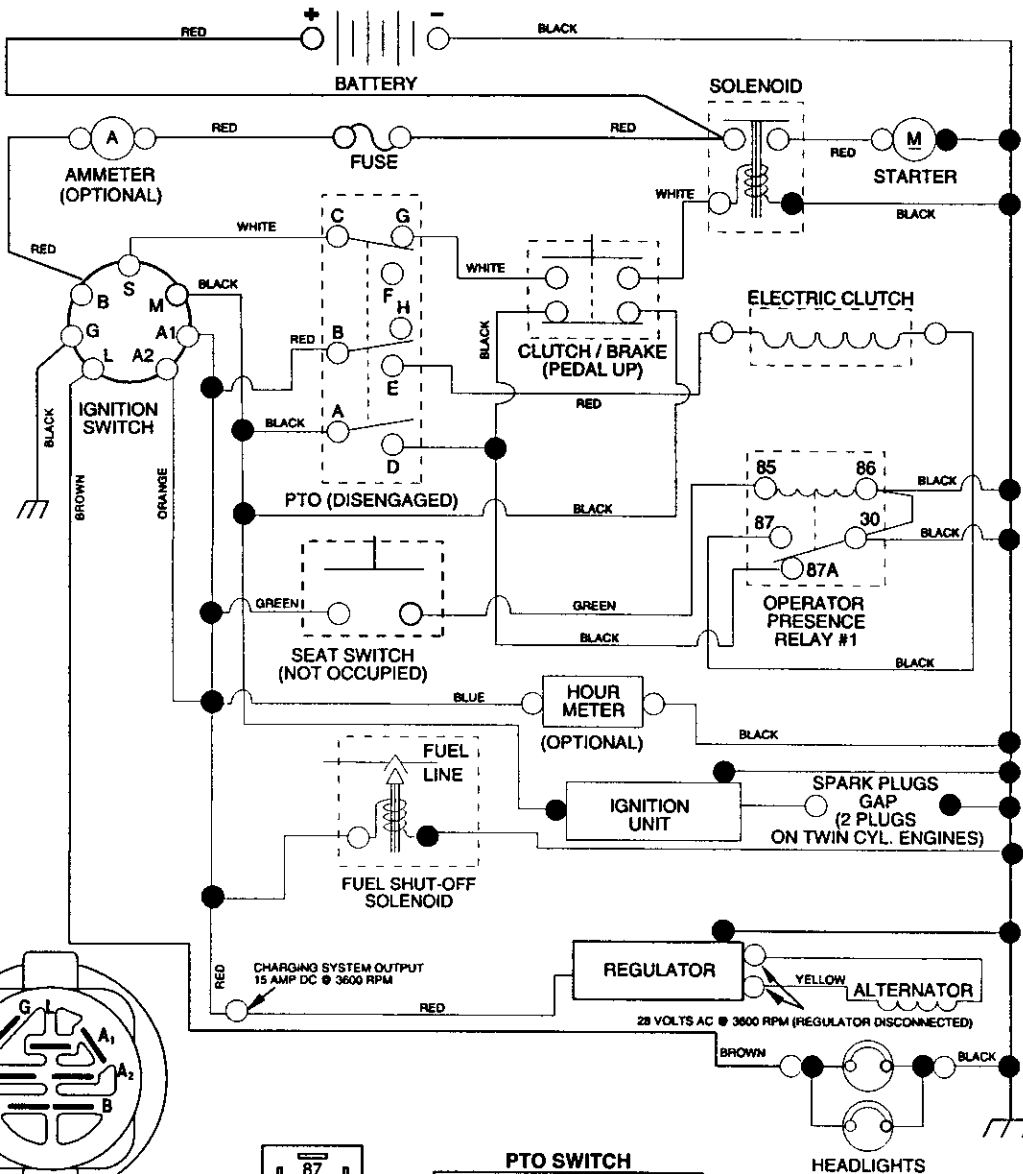 +
-
RED
BLACK
BATTERY
SOLENOID
A
RED
RED
M
FUSE
RED
AMMETER
(OPTIONAL)
STARTER
WHITE
BLACK
C
G
WHITE
RED
WHITE
S
BLACK
F
B
M
ELECTRIC CLUTCH
H
G
A1
B
BLACK
L
A2
RED
CLUTCH / BRAKE
(PEDAL UP)
E
RED
IGNITION
SWITCH
A
BLACK
BLACK
D
85
86
BROWN
ORANGE
BLACK
PTO (DISENGAGED)
BLACK
87
30
BLACK
87A
GREEN
GREEN
OPERATOR
PRESENCE
RELAY #1
BLACK
SEAT SWITCH
(NOT OCCUPIED)
BLACK
BLUE
HOUR
METER
(OPTIONAL)
BLACK
FUEL
LINE
IGNITION
UNIT
SPARK PLUGS
GAP
(2 PLUGS
ON TWIN CYL. ENGINES)
FUEL SHUT-OFF
SOLENOID
RED
CHARGING SYSTEM OUTPUT
15 AMP DC @ 3600 RPM
REGULATOR
YELLOW
ALTERNATOR
RED
28 VOLTS AC @ 3600 RPM (REGULATOR DISCONNECTED)
G
L
A1
A2
B
BROWN
BLACK
87
PTO SWITCH
HEADLIGHTS